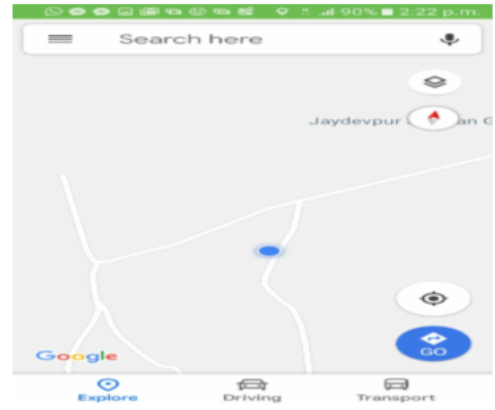 90% 2:22 p.m.
Search here
Jaydevpur
Google
GO
Explore Driving Transport